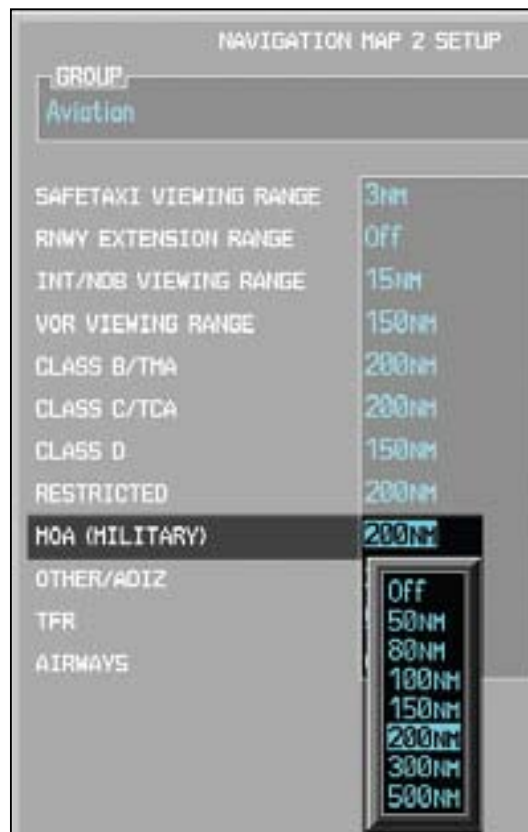 NAVIGATION MAP 2 SETUP
GROUP
Aviation
SAFETAXI VIEWING RANGE 3NM
RNWY EXTENSION RANGE Off
INT/NDB VIEWING RANGE 15NM
VOR VIEWING RANGE 150NM
CLASS B/TMA 200NM
CLASS C/TCA 200NM
CLASS D 150NM
RESTRICTED 200NM
MOA (MILITARY) 200NM
OTHER/ADIZ
TFR
AIRWAYS
Off
50NM
80NM
100NM
150NM
200NM
300NM
500NM